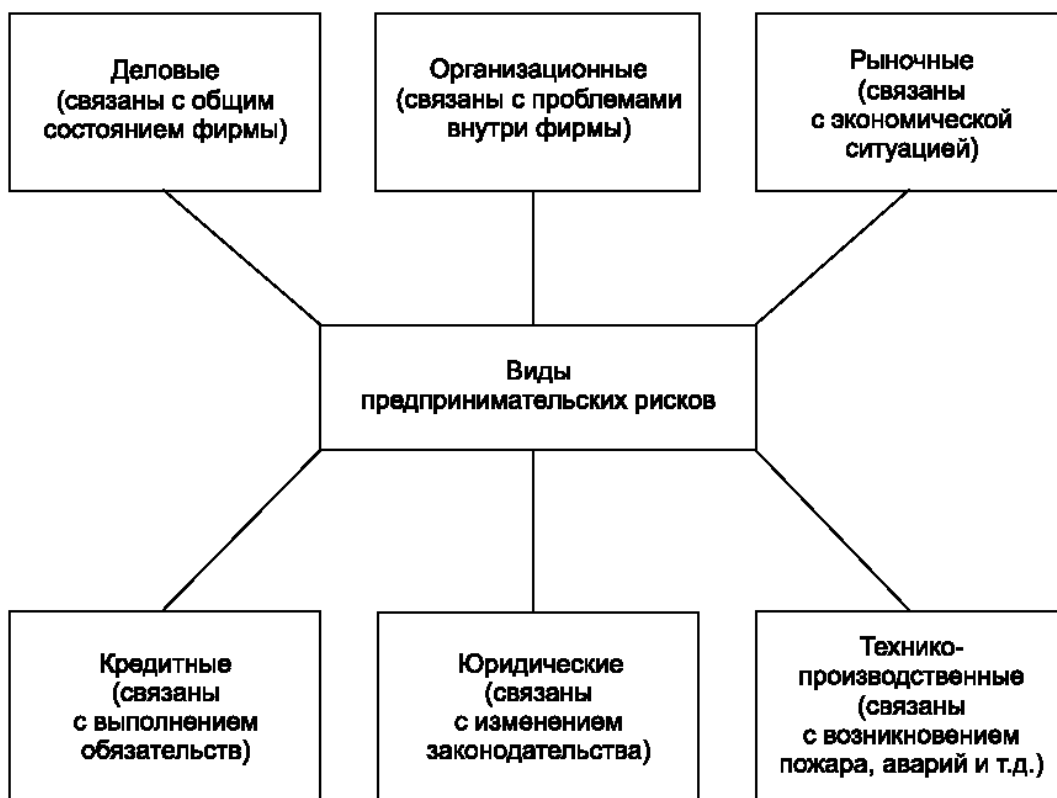 Деловые
(связаны с общим
состоянием фирмы)
Организационные
(связаны с проблемами
внутри фирмы)
Рыночные
(связаны
с экономической
ситуацией)
Виды
предпринимательских рисков
Кредитные
(связаны
с выполнением
обязательств)
Юридические
(связаны
с изменением
законодательства)
Технико-
производственные
(связаны
с возникновением
пожара, аварий и т.д.)